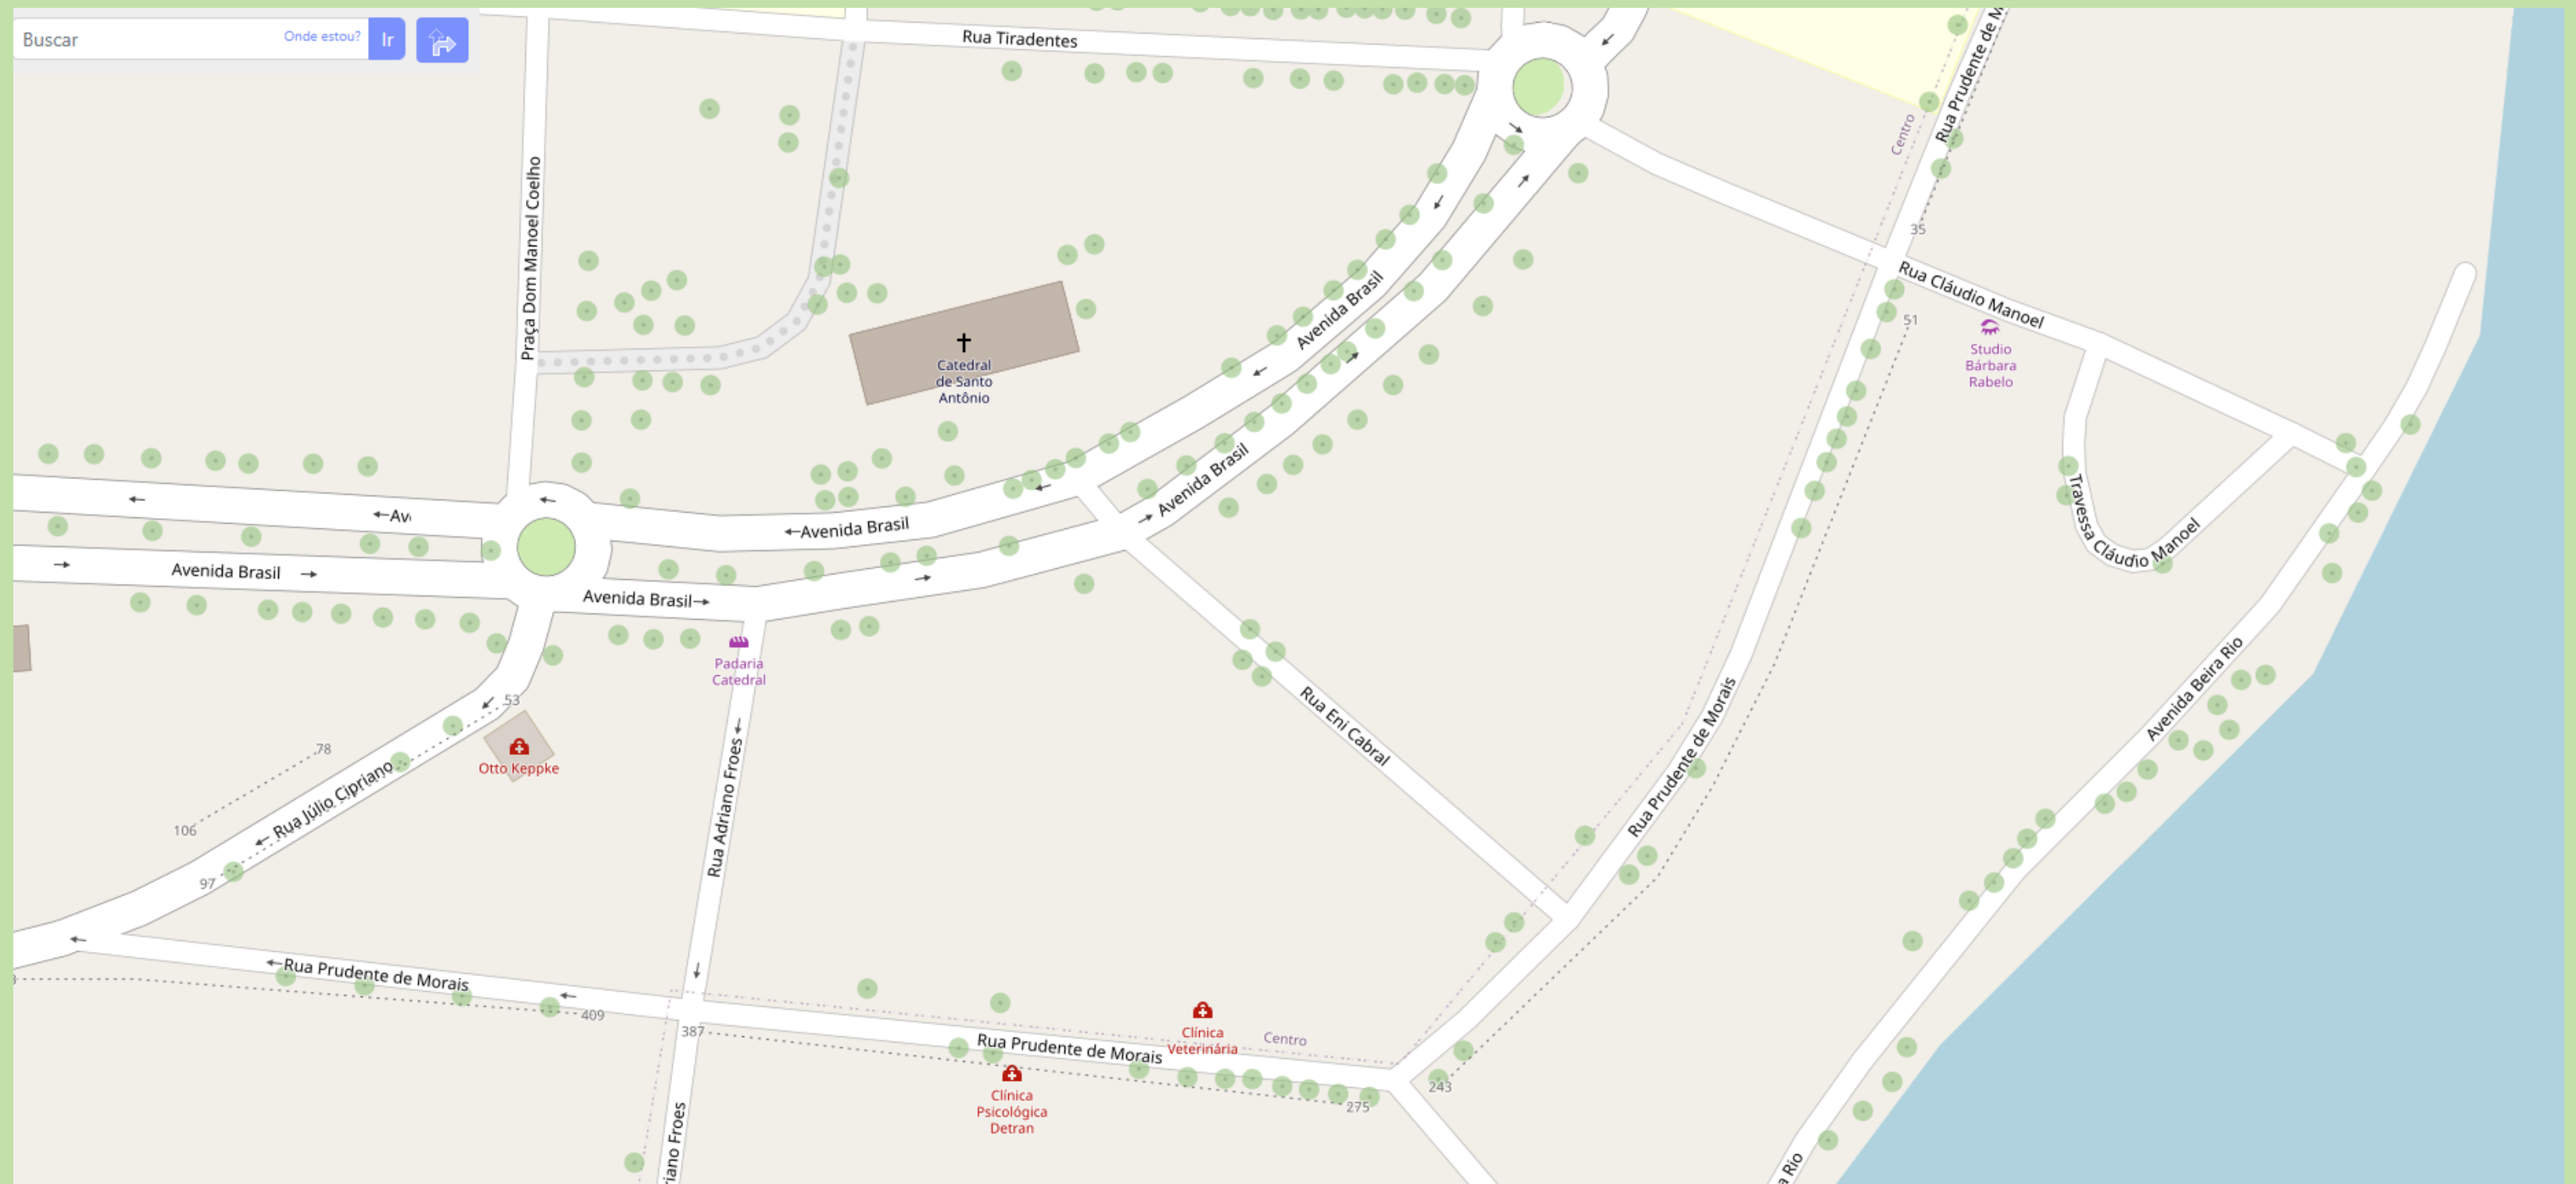 Buscar
Onde estou?
Ir
Rua Tiradentes
Rua Prudente de M
Centro
Praça Dom Manoel Coelho
35
Rua Cláudio Manoel
51
Studio
Bárbara
Rabelo
Avenida Brasil
Catedral
de Santo
Antônio
Avenida Brasil
Travessa Cláudio Manoel
Av
Avenida Brasil
Avenida Brasil
Avenida Brasil
Padaria
Catedral
53
Rua Eni Cabral
Rua Prudente de Morais
Avenida Beira Rio
78
Otto Keppke
Rua Júlio Cipriano
Rua Adriano Froes
106
97
Rua Prudente de Morais
409
387
Clínica
Veterinária
Centro
Rua Prudente de Morais
Clínica
Psicológica
Detran
243
275
riano Froes
a Rio